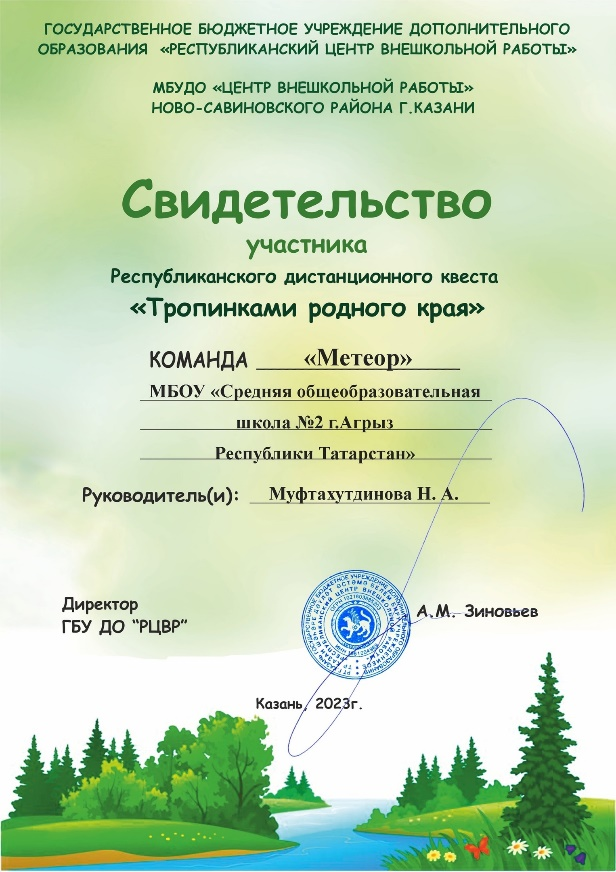 ГОСУДАРСТВЕННОЕ БЮДЖЕТНОЕ УЧРЕЖДЕНИЕ ДОПОЛНИТЕЛЬНОГО
ОБРАЗОВАНИЯ «РЕСПУБЛИКАНСКИЙ ЦЕНТР ВНЕШКОЛЬНОЙ РАБОТЫ»
МБУДО «ЦЕНТР ВНЕШКОЛЬНОЙ РАБОТЫ»
НОВО-САВИНОВСКОГО РАЙОНА Г.КАЗАНИ
Свидетельство
участника
Республиканского дистанционного квеста
«Тропинками родного края»
КОМАНДА «Метеор»
МБОУ «Средняя общеобразовательная
школа №2 г.Агрыз
Республики Татарстан»
Руководитель(и): Муфтахутдинова Н. А.
Директор
ГБУ ДО “РЦВР”
А.М. Зиновьев
Казань, 2023г.